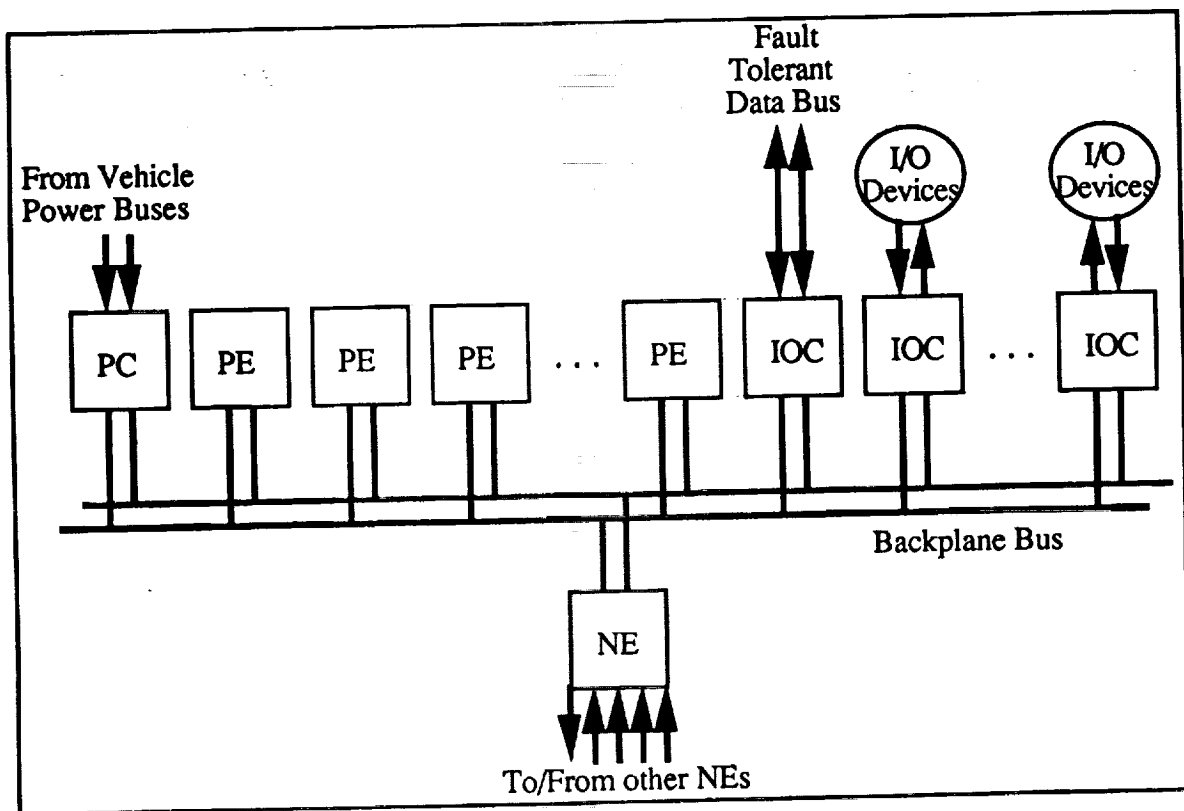 Fault
Tolerant
Data Bus
I/O
Devices
I/O
Devices
From Vehicle
Power Buses
PC
PE
PE
PE
...
PE
IOC
IOC
...
IOC
Backplane Bus
NE
To/From other NEs